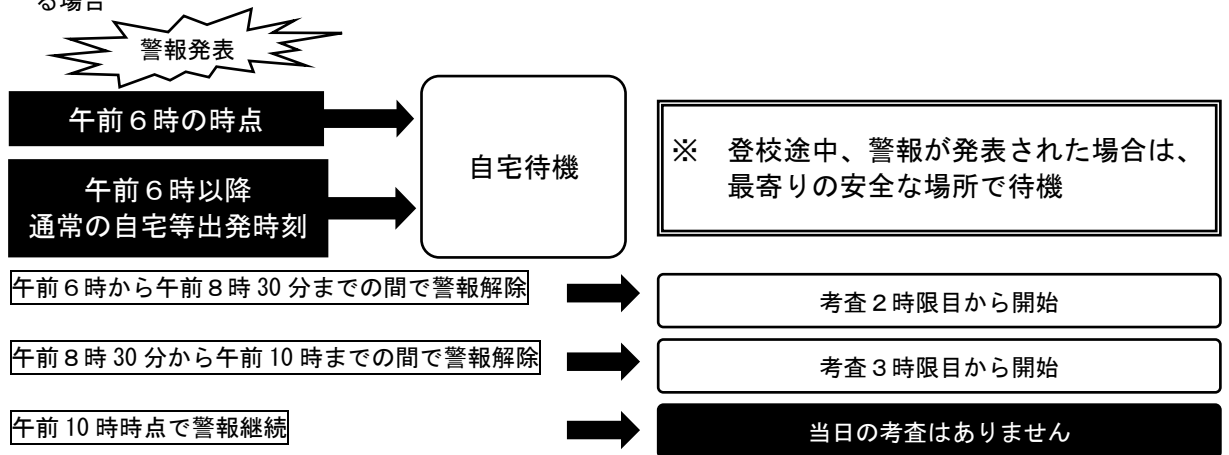 る場合
警報発表
午前６時の時点
午前６時以降
通常の自宅等出発時刻
自宅待機
※　登校途中、警報が発表された場合は、
最寄りの安全な場所で待機
午前６時から午前８時30分までの間で警報解除
考査２時限目から開始
午前８時30分から午前10時までの間で警報解除
考査３時限目から開始
午前10時時点で警報継続
当日の考査はありません